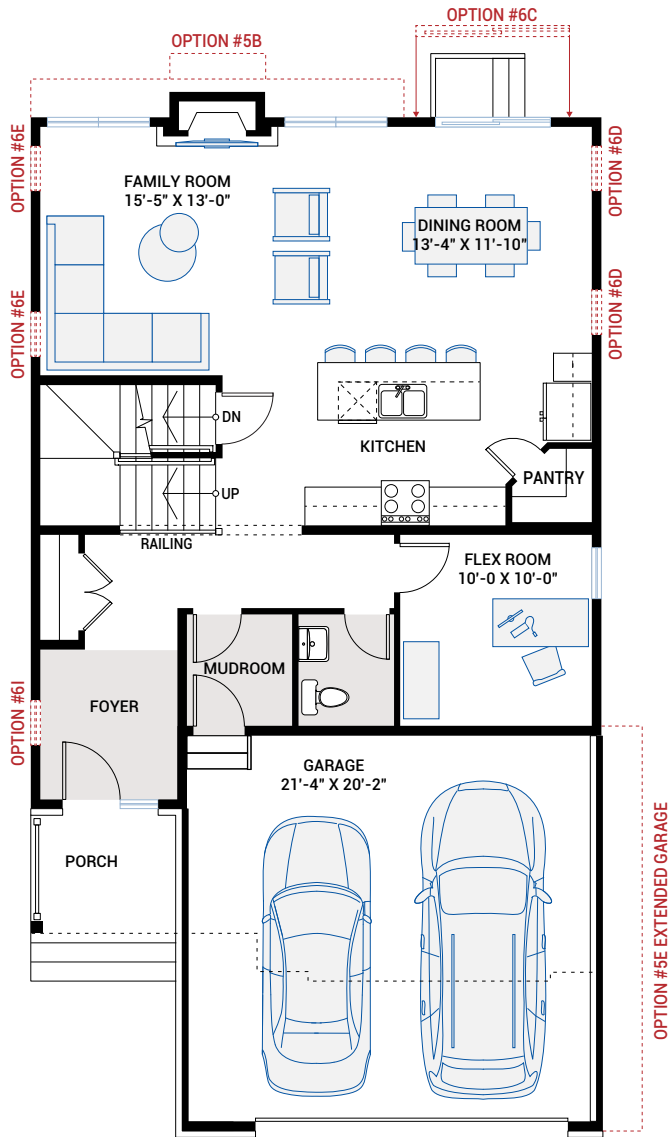 OPTION #6C
OPTION #5B
OPTION #6E
OPTION #6D
FAMILY ROOM
15'-5" X 13'-0"
DINING ROOM
13'-4" X 11'-10"
OPTION #6E
OPTION #6D
DN
KITCHEN
PANTRY
UP
RAILING
FLEX ROOM
10'-0 X 10'-0"
MUDROOM
FOYER
OPTION #6I
GARAGE
21'-4" X 20'-2"
PORCH
OPTION #5E EXTENDED GARAGE